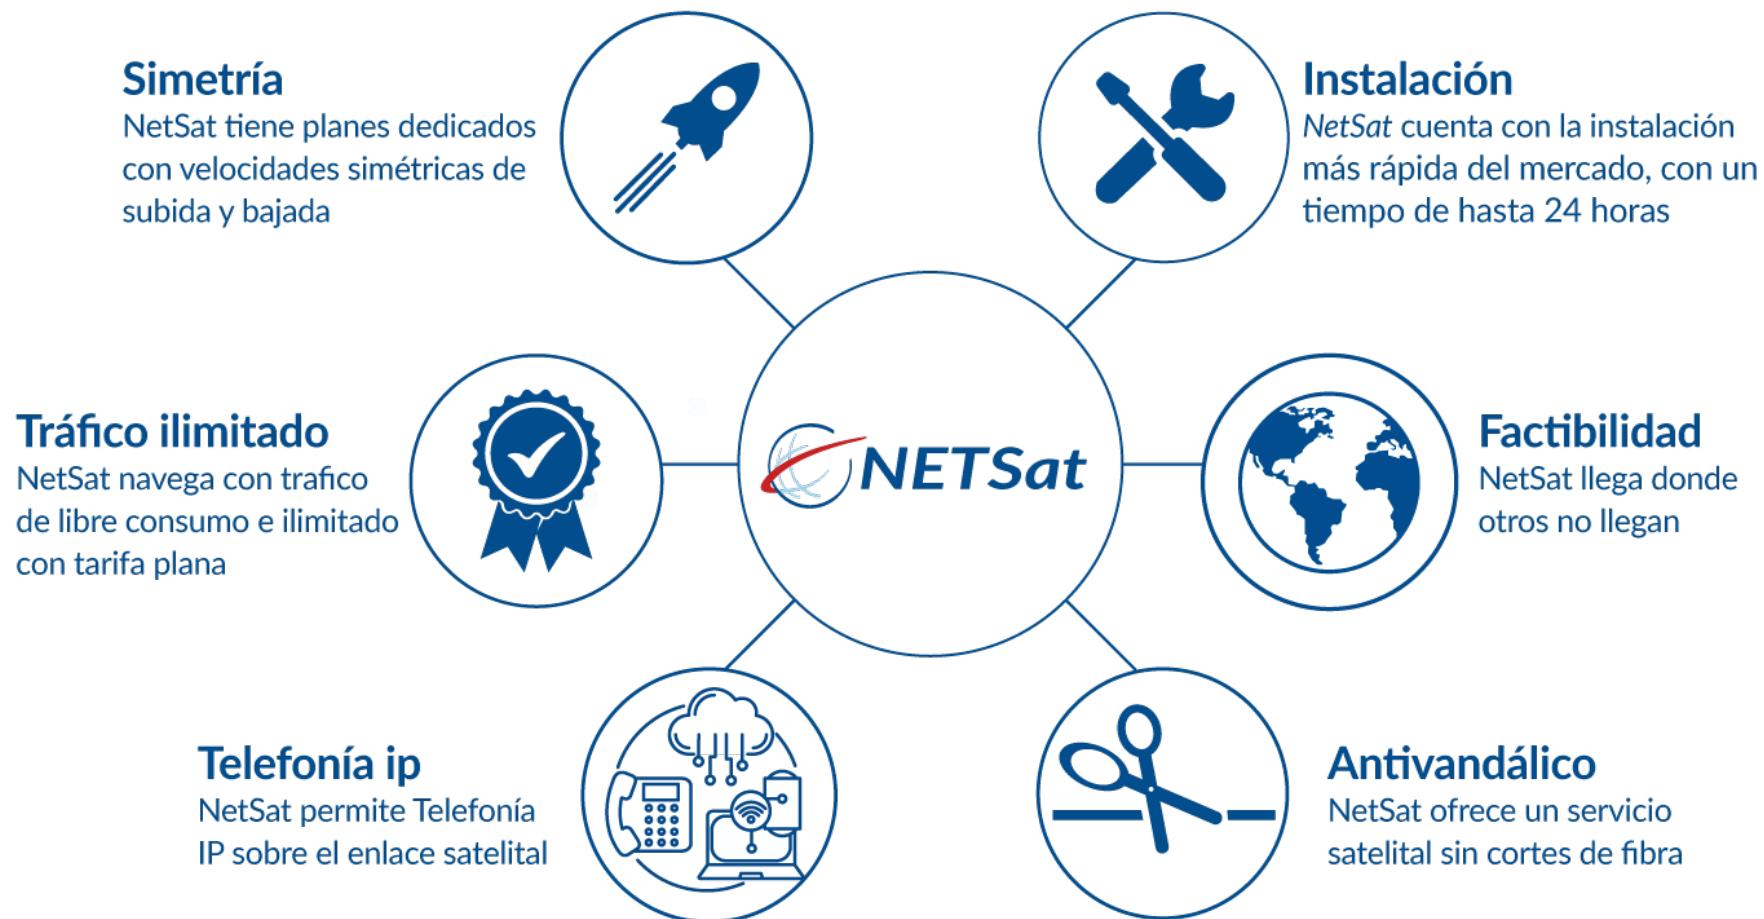 Simetría
NetSat tiene planes dedicados
con velocidades simétricas de
subida y bajada
Instalación
NetSat cuenta con la instalación
más rápida del mercado, con un
tiempo de hasta 24 horas
Tráfico ilimitado
NetSat navega con trafico
de libre consumo e ilimitado
con tarifa plana
NETSat
Factibilidad
NetSat llega donde
otros no llegan
Telefonía ip
NetSat permite Telefonía
IP sobre el enlace satelital
Antivandálico
NetSat ofrece un servicio
satelital sin cortes de fibra